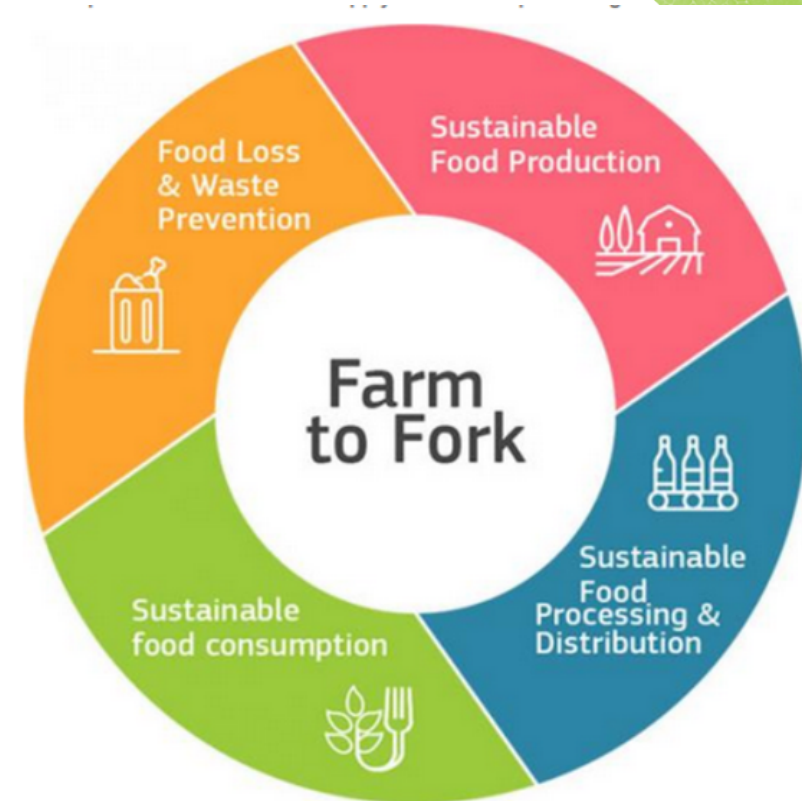 Farm
to Fork
Sustainable
Food Production
Sustainable
Food
Processing &
Distribution
Sustainable
food consumption
Food Loss
& Waste
Prevention